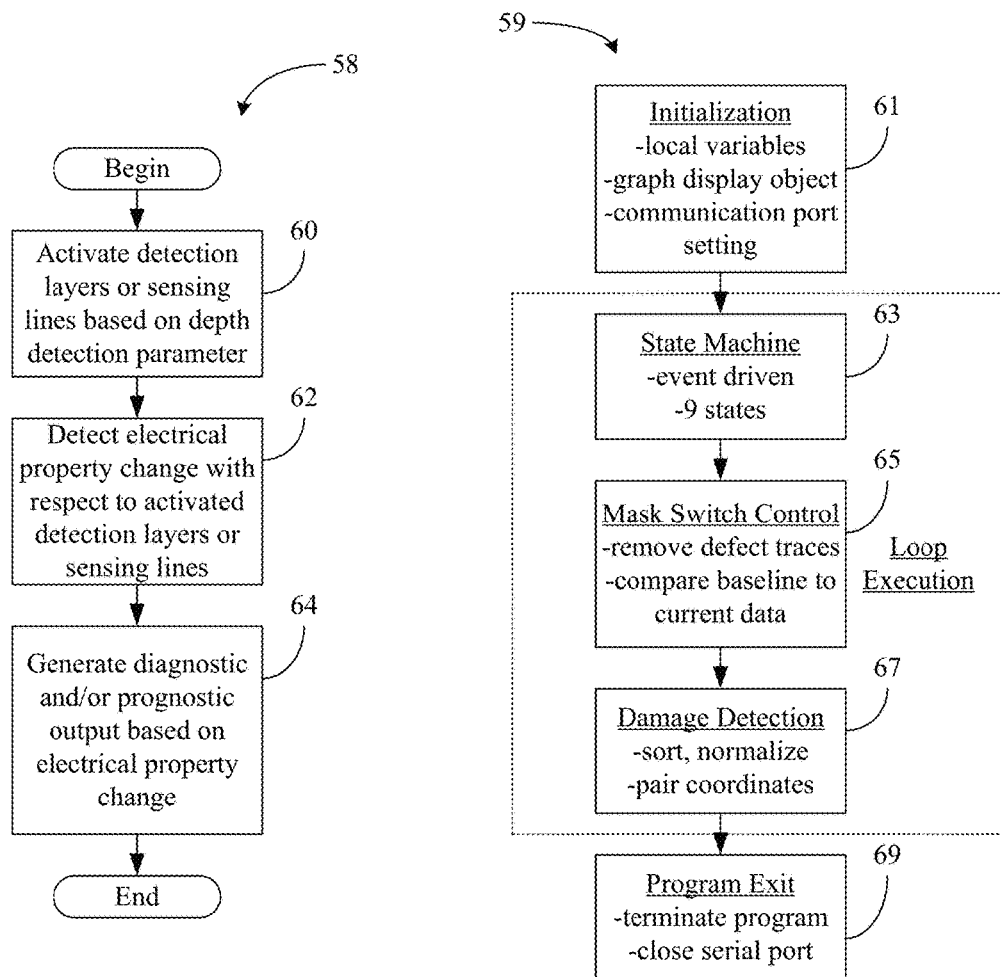 58
Begin
60
Activate detection
layers or sensing
lines based on depth
detection parameter
62
Detect electrical
property change with
respect to activated
detection layers or
sensing lines
64
Generate diagnostic
and/or prognostic
output based on
electrical property
change
End
59
61
Initialization
-local variables
-graph display object
-communication port
setting
63
State Machine
-event driven
-9 states
65
Mask Switch Control
-remove defect traces
-compare baseline to
current data
Loop
Execution
67
Damage Detection
-sort, normalize
-pair coordinates
69
Program Exit
-terminate program
-close serial port